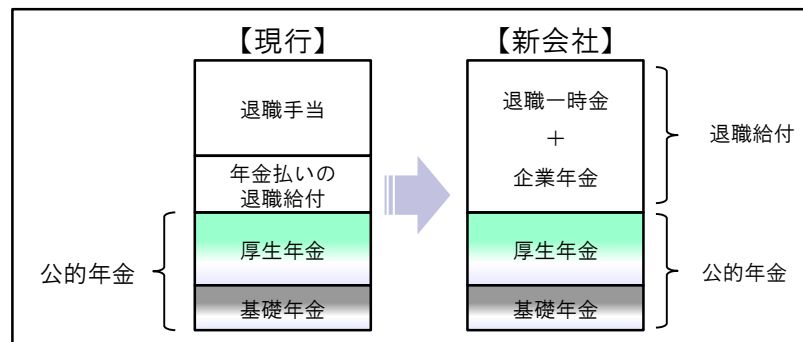 【現行】
【新会社】
退職手当
年金払いの
退職給付
厚生年金
基礎年金
公的年金
退職一時金
+
企業年金
厚生年金
基礎年金
退職給付
公的年金